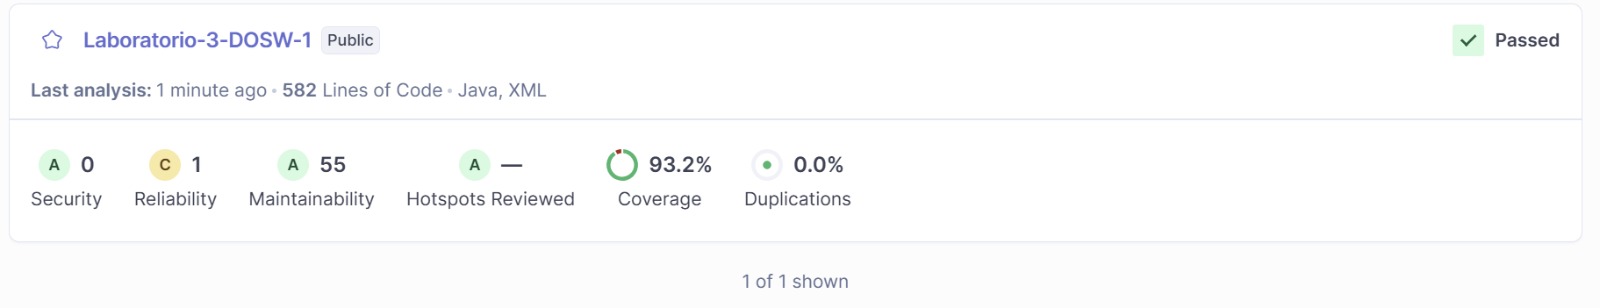 Laboratorio-3-DOSW-1 Public Passed
Last analysis: 1 minute ago • 582 Lines of Code • Java, XML
A 0 C 1 A 55 A — 93.2% 0.0%
Security Reliability Maintainability Hotspots Reviewed Coverage Duplications
1 of 1 shown